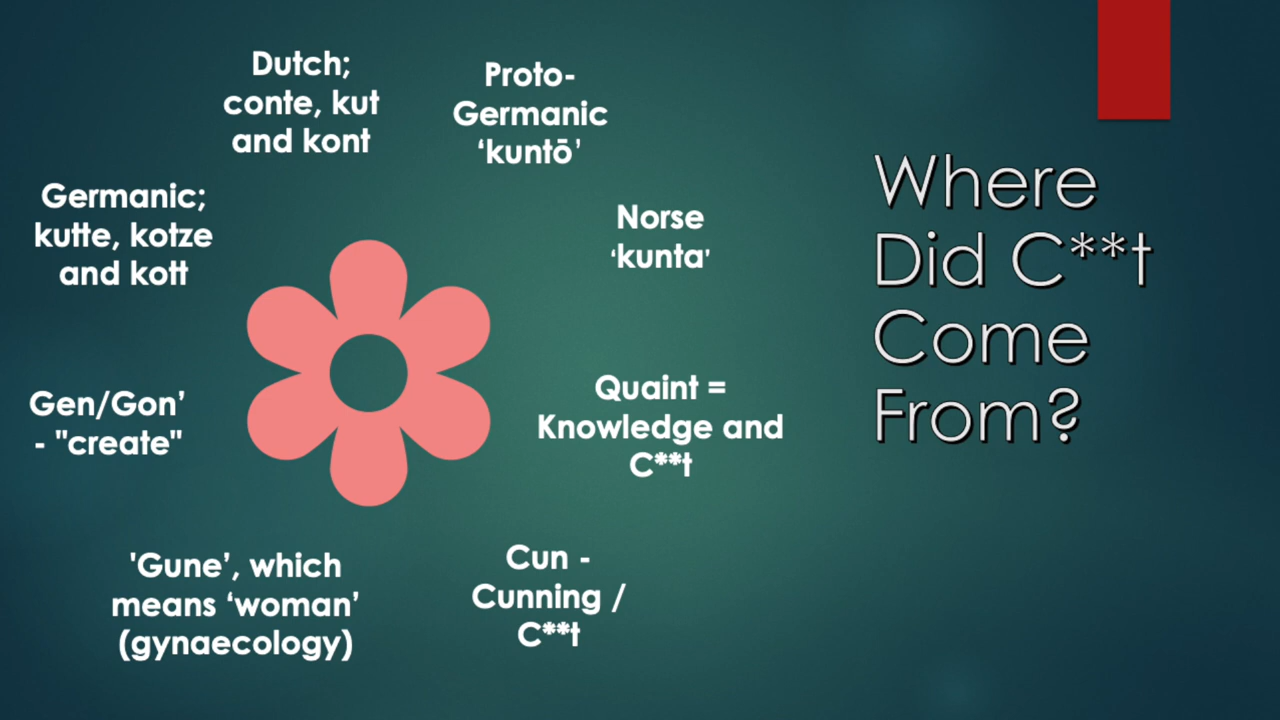 Dutch;
conte, kut
and kont
Proto-
Germanic
‘kuntō’
Germanic;
kutte, kotze
and kott
Norse
‘kunta’
Gen/Gon’
- "create"
Quaint =
Knowledge and
C**t
'Gune’, which
means ‘woman’
(gynaecology)
Cun -
Cunning /
C**t
Where
Did C**t
Come
From?